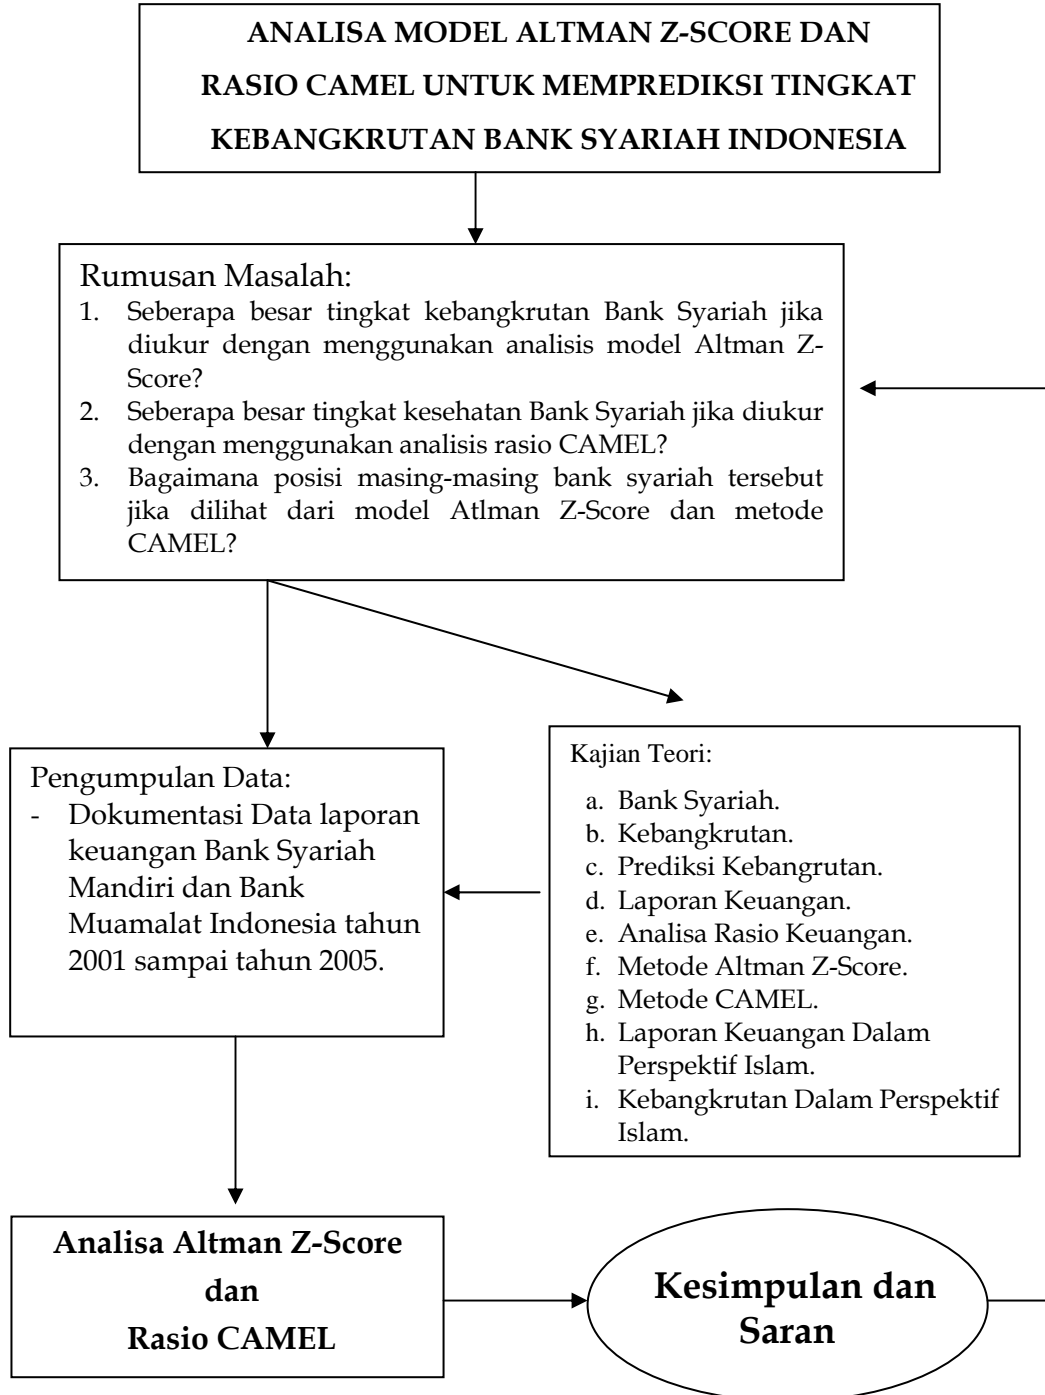 ANALISA MODEL ALTMAN Z-SCORE DAN
RASIO CAMEL UNTUK MEMPREDIKSI TINGKAT
KEBANGKRUTAN BANK SYARIAH INDONESIA
Rumusan Masalah:
1. Seberapa besar tingkat kebangkrutan Bank Syariah jika
diukur dengan menggunakan analisis model Altman Z-
Score?
2. Seberapa besar tingkat kesehatan Bank Syariah jika diukur
dengan menggunakan analisis rasio CAMEL?
3. Bagaimana posisi masing-masing bank syariah tersebut
jika dilihat dari model Atlman Z-Score dan metode
CAMEL?
Pengumpulan Data:
- Dokumentasi Data laporan
keuangan Bank Syariah
Mandiri dan Bank
Muamalat Indonesia tahun
2001 sampai tahun 2005.
Kajian Teori:
a. Bank Syariah.
b. Kebangkrutan.
c. Prediksi Kebangrutan.
d. Laporan Keuangan.
e. Analisa Rasio Keuangan.
f. Metode Altman Z-Score.
g. Metode CAMEL.
h. Laporan Keuangan Dalam
Perspektif Islam.
i. Kebangkrutan Dalam Perspektif
Islam.
Analisa Altman Z-Score
dan
Rasio CAMEL
Kesimpulan dan
Saran